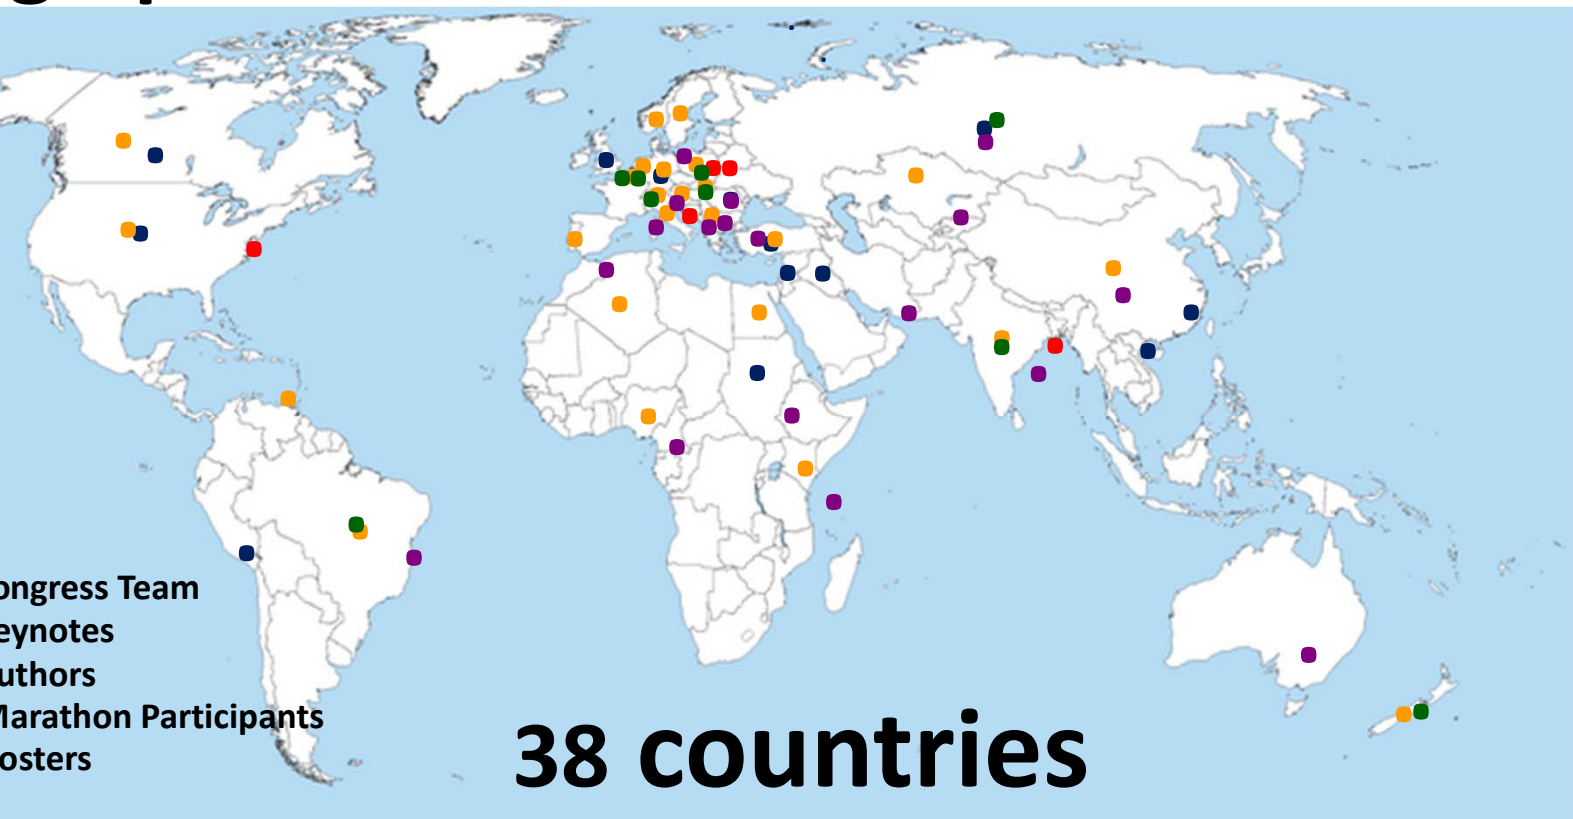 ongress Team
eynotes
uthors
Marathon Participants
osters
38 countries